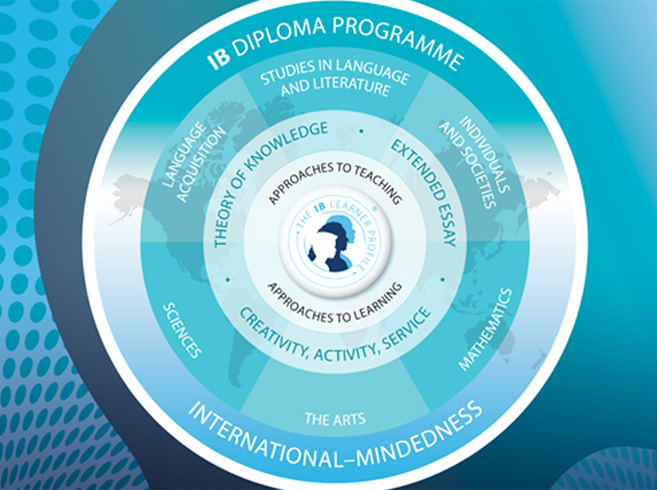 IB DIPLOMA PROGRAMME
STUDIES IN LANGUAGE
AND LITERATURE
LANGUAGE
ACQUISITION
INDIVIDUALS
AND SOCIETIES
THEORY OF KNOWLEDGE
EXTENDED ESSAY
APPROACHES TO TEACHING
THE IB LEARNER PROFILE
®
APPROACHES TO LEARNING
CREATIVITY, ACTIVITY, SERVICE
SCIENCES
MATHEMATICS
THE ARTS
INTERNATIONAL–MINDEDNESS